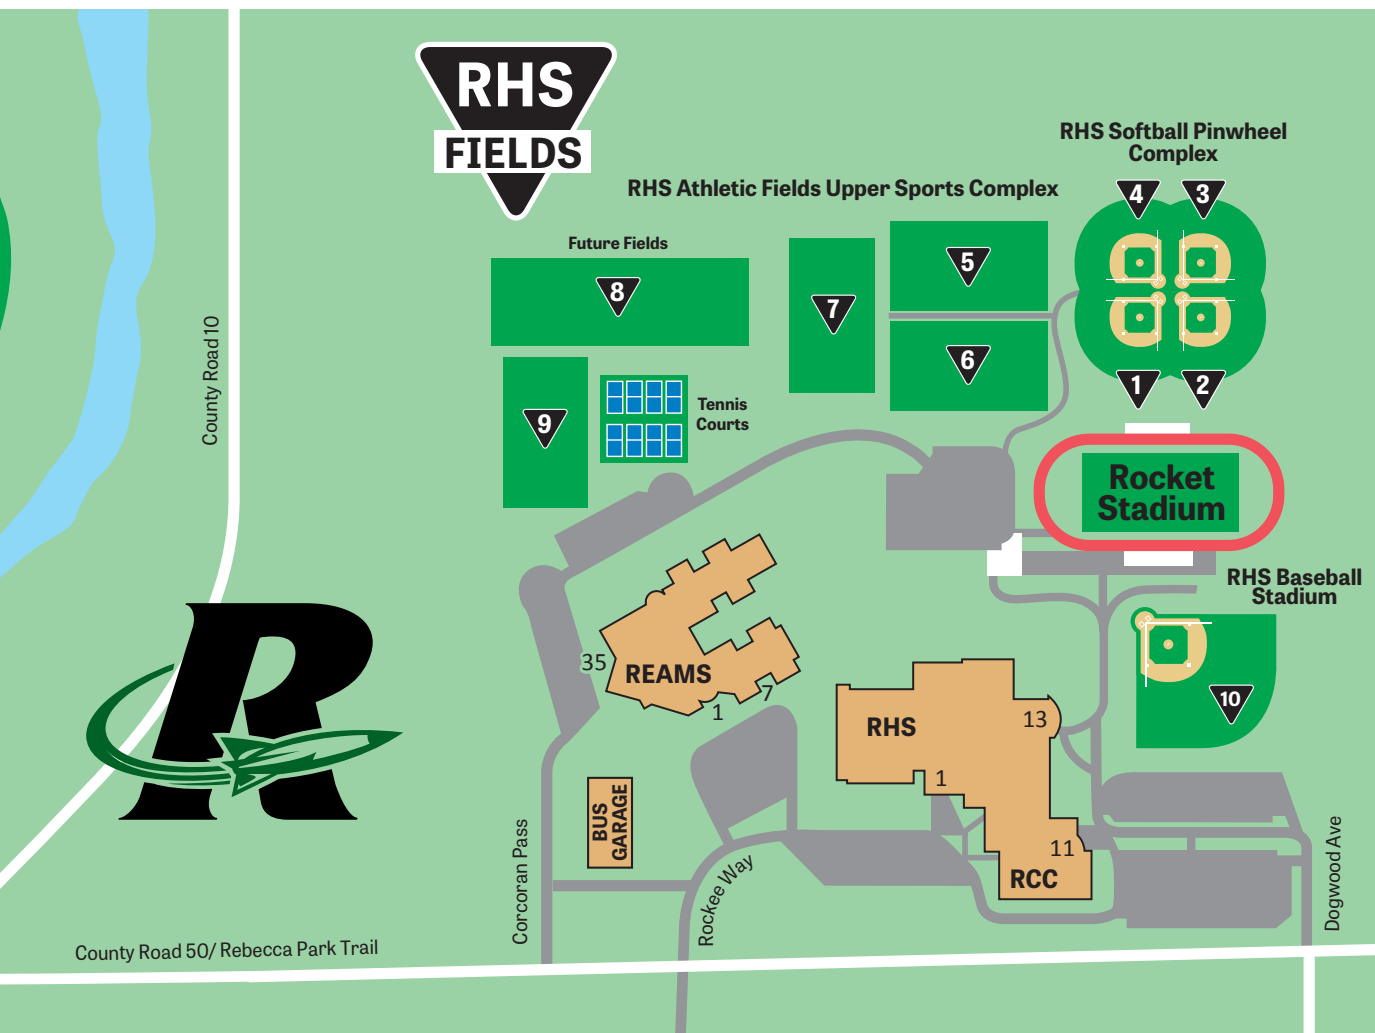 RHS
FIELDS
RHS Softball Pinwheel
Complex
RHS Athletic Fields Upper Sports Complex
4
3
Future Fields
5
8
7
6
1
2
9
Tennis
Courts
County Road 10
Rocket
Stadium
RHS Baseball
Stadium
R
35
REAMS
7
1
10
RHS
13
1
BUS
GARAGE
11
RCC
Corcoran Pass
Rockee Way
Dogwood Ave
County Road 50/ Rebecca Park Trail